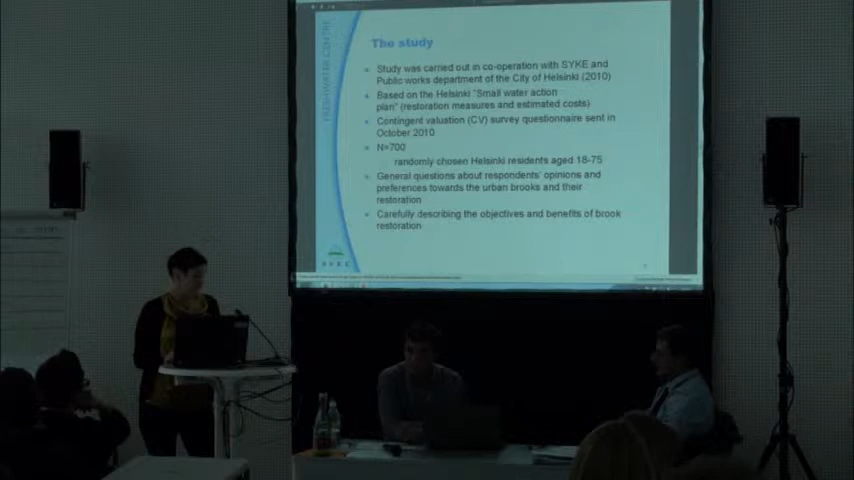 The study
Study was carried out in co-operation with SYKE and
Public works department of the City of Helsinki (2010)
Based on the Helsinki "Small water action
plan" (restoration measures and estimated costs)
Contingent valuation (CV) survey questionnaire sent in
October 2010
N=700
randomly chosen Helsinki residents aged 18-75
General questions about respondents' opinions and
preferences towards the urban brooks and their
restoration
Carefully describing the objectives and benefits of brook
restoration
FRESHWATER CENTRE
SYKE